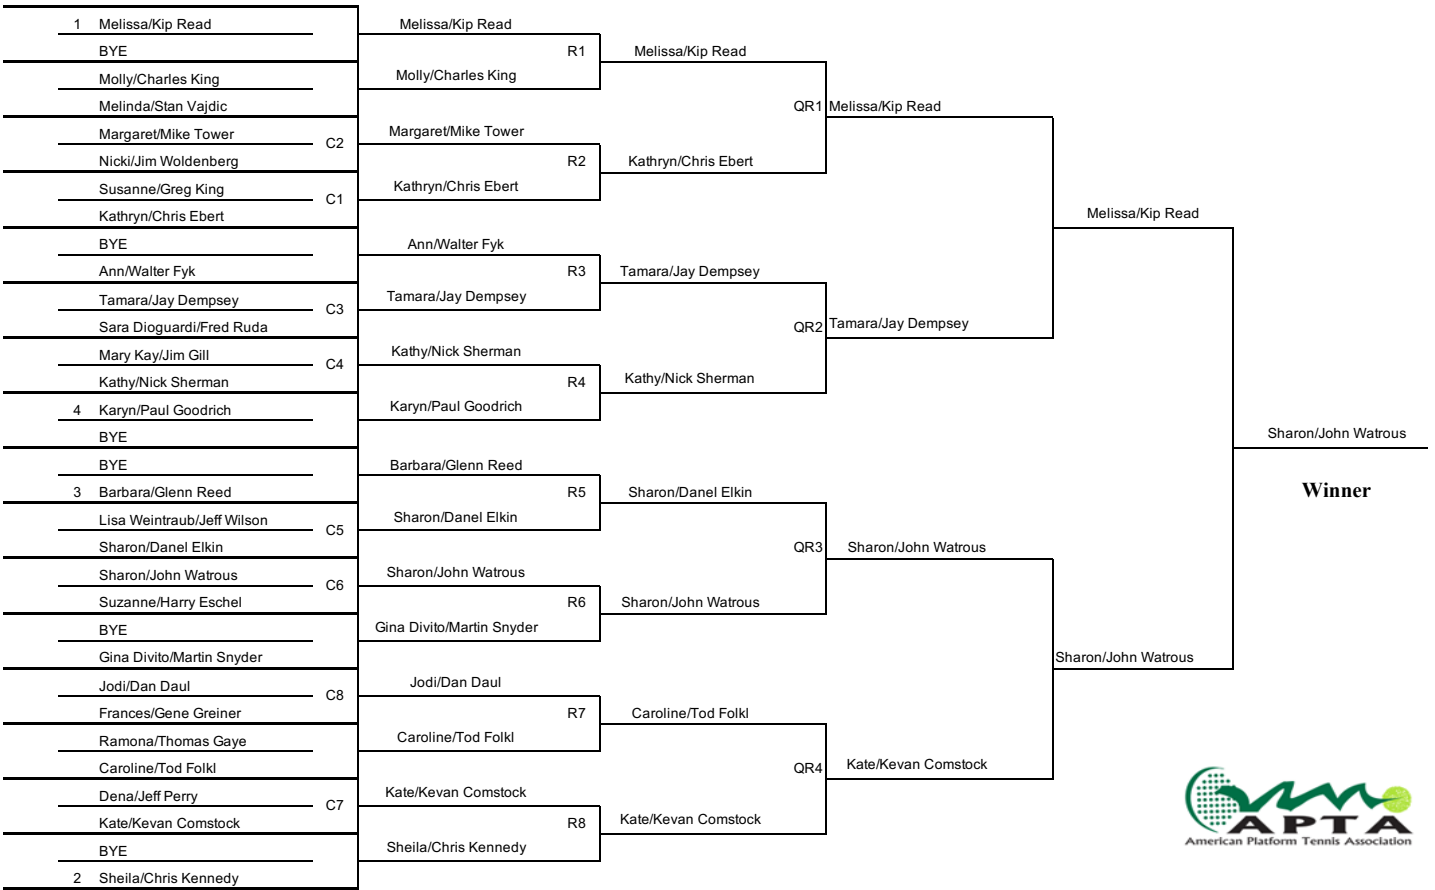 1 Melissa/Kip Read
BYE
Molly/Charles King
Melinda/Stan Vajdic
Margaret/Mike Tower
C2
Nicki/Jim Woldenberg
Susanne/Greg King
C1
Kathryn/Chris Ebert
BYE
Ann/Walter Fyk
Tamara/Jay Dempsey
C3
Sara Dioguardi/Fred Ruda
Mary Kay/Jim Gill
C4
Kathy/Nick Sherman
4 Karyn/Paul Goodrich
BYE
BYE
3 Barbara/Glenn Reed
Lisa Weintraub/Jeff Wilson
C5
Sharon/Danel Elkin
Sharon/John Watrous
C6
Suzanne/Harry Eschel
BYE
Gina Divito/Martin Snyder
Jodi/Dan Daul
C8
Frances/Gene Greiner
Ramona/Thomas Gaye
Caroline/Tod Folkl
Dena/Jeff Perry
C7
Kate/Kevan Comstock
BYE
2 Sheila/Chris Kennedy
Melissa/Kip Read
R1
Molly/Charles King
Margaret/Mike Tower
R2
Kathryn/Chris Ebert
Ann/Walter Fyk
R3
Tamara/Jay Dempsey
Kathy/Nick Sherman
R4
Karyn/Paul Goodrich
Barbara/Glenn Reed
R5
Sharon/Danel Elkin
Sharon/John Watrous
R6
Gina Divito/Martin Snyder
Jodi/Dan Daul
R7
Caroline/Tod Folkl
Kate/Kevan Comstock
R8
Sheila/Chris Kennedy
Melissa/Kip Read
QR1
Kathryn/Chris Ebert
Tamara/Jay Dempsey
QR2
Kathy/Nick Sherman
Sharon/Danel Elkin
QR3
Sharon/John Watrous
Caroline/Tod Folkl
QR4
Kate/Kevan Comstock
Melissa/Kip Read
Tamara/Jay Dempsey
Sharon/John Watrous
Kate/Kevan Comstock
Melissa/Kip Read
Sharon/John Watrous
Sharon/John Watrous
Winner
APTA
American Platform Tennis Association